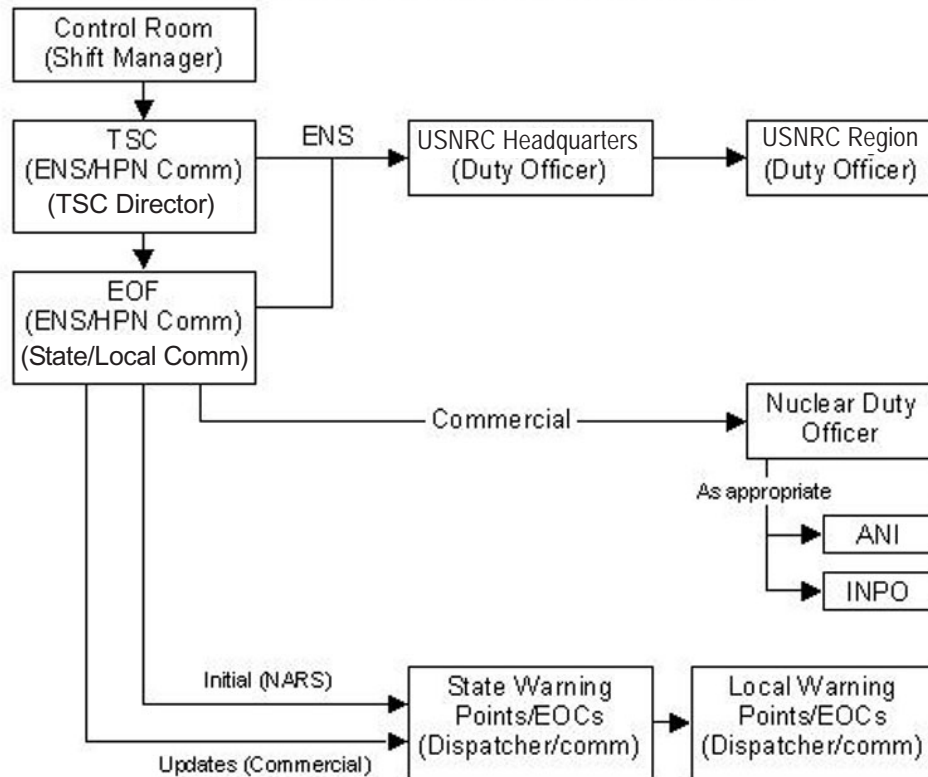 Control Room
(Shift Manager)
TSC
(ENS/HPN Comm)
(TSC Director)
ENS
USNRC Headquarters
(Duty Officer)
USNRC Region
(Duty Officer)
EOF
(ENS/HPN Comm)
(State/Local Comm)
Commercial
Nuclear Duty
Officer
As appropriate
ANI
INPO
Initial (NARS)
State Warning
Points/EOCs
(Dispatcher/comm)
Local Warning
Points/EOCs
(Dispatcher/comm)
Updates (Commercial)